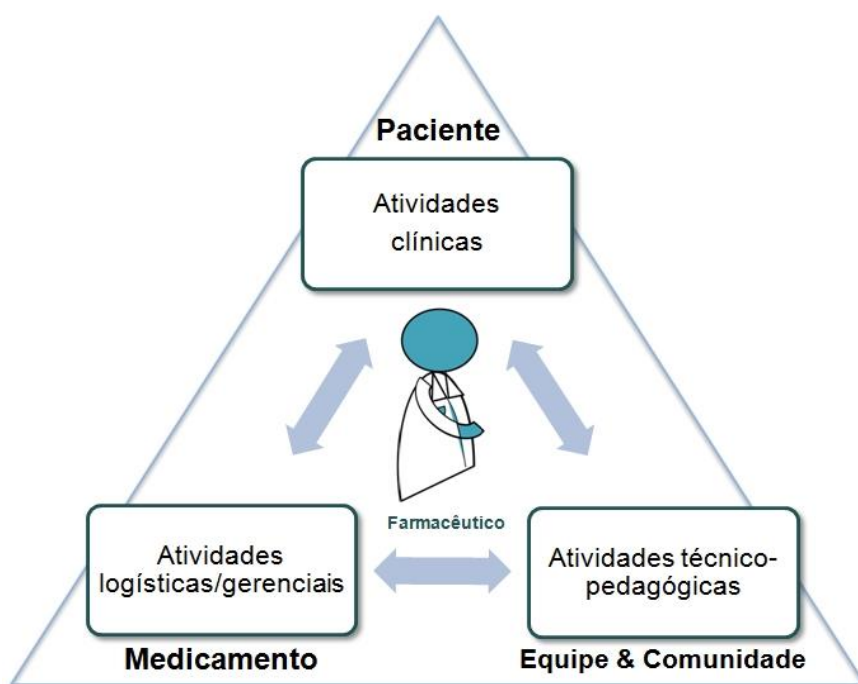 Paciente
Atividades
clínicas
Farmacêutico
Atividades
logísticas/gerenciais
Atividades técnico-
pedagógicas
Medicamento
Equipe & Comunidade